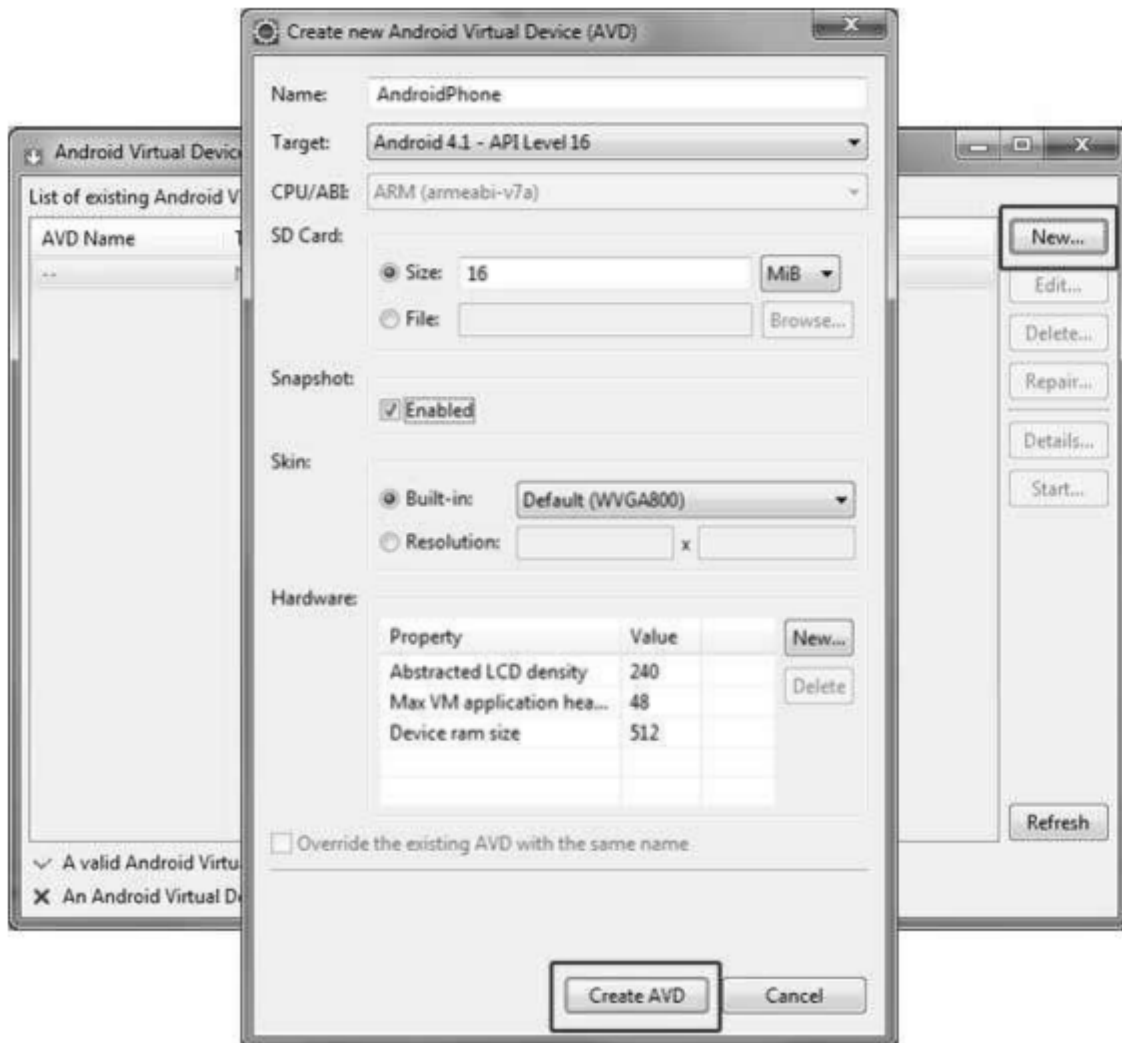 Create new Android Virtual Device (AVD)
Name: AndroidPhone
Target: Android 4.1 - API Level 16
CPU/ABI: ARM (armeabi-v7a)
SD Card:
Size: 16 MiB
File: Browse...
Snapshot:
Enabled
Skin:
Built-in: Default (WVGA800)
Resolution: x
Hardware:
Property Value New...
Abstracted LCD density 240
Delete
Max VM application hea... 48
Device ram size 512
Override the existing AVD with the same name
Create AVD Cancel
Android Virtual Device
List of existing Android V
AVD Name T
-- N
New...
Edit...
Delete...
Repair...
Details...
Start...
Refresh
A valid Android Virtu
An Android Virtual De